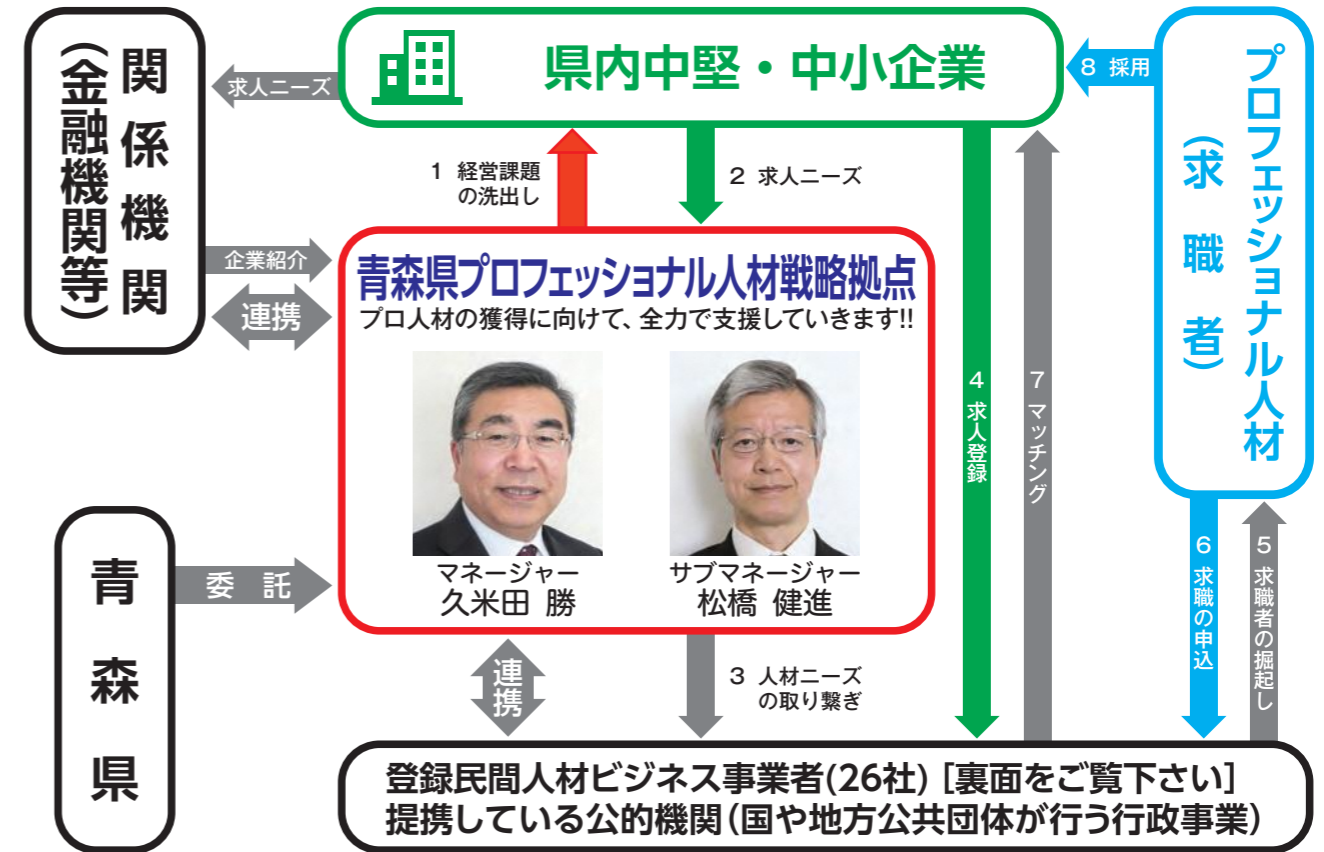 関係機関
(金融機関等)
求人ニーズ
県内中堅・中小企業
8 採用
プロフェッショナル人材
(求職者)
1 経営課題
の洗出し
2 求人ニーズ
企業紹介
連携
青森県プロフェッショナル人材戦略拠点
プロ人材の獲得に向けて、全力で支援していきます!!
マネージャー
久米田 勝
サブマネージャー
松橋 健進
4 求人登録
7 マッチング
青森県
委 託
連携
3 人材ニーズ
の取り繋ぎ
6 求職の申込
5 求職者の掘起し
登録民間人材ビジネス事業者(26社) [裏面をご覧下さい]
提携している公的機関(国や地方公共団体が行う行政事業)